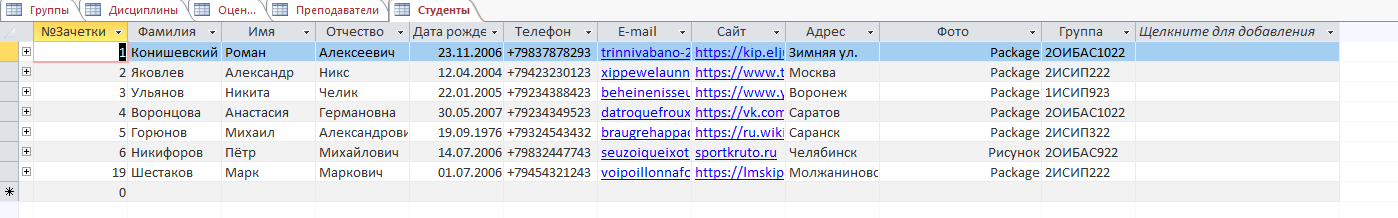 Группы Дисциплины Оцен... Преподаватели Студенты
№Зачетки Фамилия Имя Отчество Дата рожде Телефон E-mail Сайт Адрес Фото Группа Щелкните для добавления
1 Конишевский Роман Алексеевич 23.11.2006 +79837878293 trinnivabano-2 https://kip.elju Зимняя ул. Package 2ОИБАС1022
2 Яковлев Александр Никс 12.04.2004 +79423230123 xippewelaunn https://www.t Москва Package 2ИСИП222
3 Ульянов Никита Челик 22.01.2005 +79234388423 beheinenisseu https://www.y Воронеж Package 1ИСИП923
4 Воронцова Анастасия Германовна 30.05.2007 +79234349523 datroquefroux https://vk.com Саратов Package 2ОИБАС1022
5 Горюнов Михаил Александрови 19.09.1976 +79324543432 braugrehappac https://ru.wiki Саранск Package 2ИСИП322
6 Никифоров Пётр Михайлович 14.07.2006 +79832447743 seuzoiqueixot sportkruto.ru Челябинск Рисунок 2ОИБАС922
19 Шестаков Марк Маркович 01.07.2006 +79454321243 voipoillonnafo https://lmskip Молжаниновс Package 2ИСИП222
0